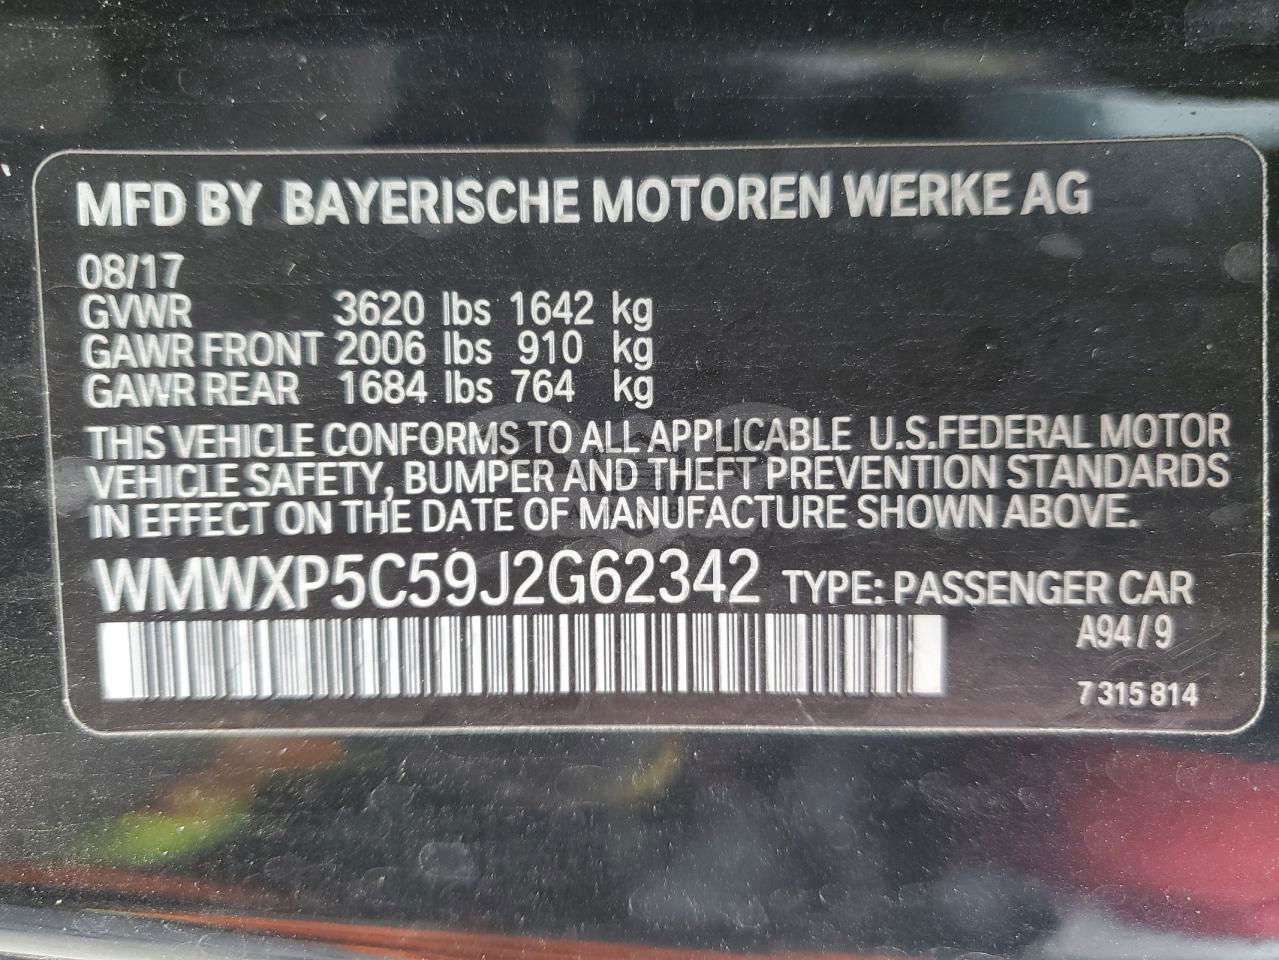 MFD BY BAYERISCHE MOTOREN WERKE AG
08/17
GVWR 3620 lbs 1642 kg
GAWR FRONT 2006 lbs 910 kg
GAWR REAR 1684 lbs 764 kg
THIS VEHICLE CONFORMS TO ALL APPLICABLE U.S.FEDERAL MOTOR
VEHICLE SAFETY, BUMPER AND THEFT PREVENTION STANDARDS
IN EFFECT ON THE DATE OF MANUFACTURE SHOWN ABOVE.
WMWXP5C59J2G62342 TYPE: PASSENGER CAR
A94/9
7 315 814